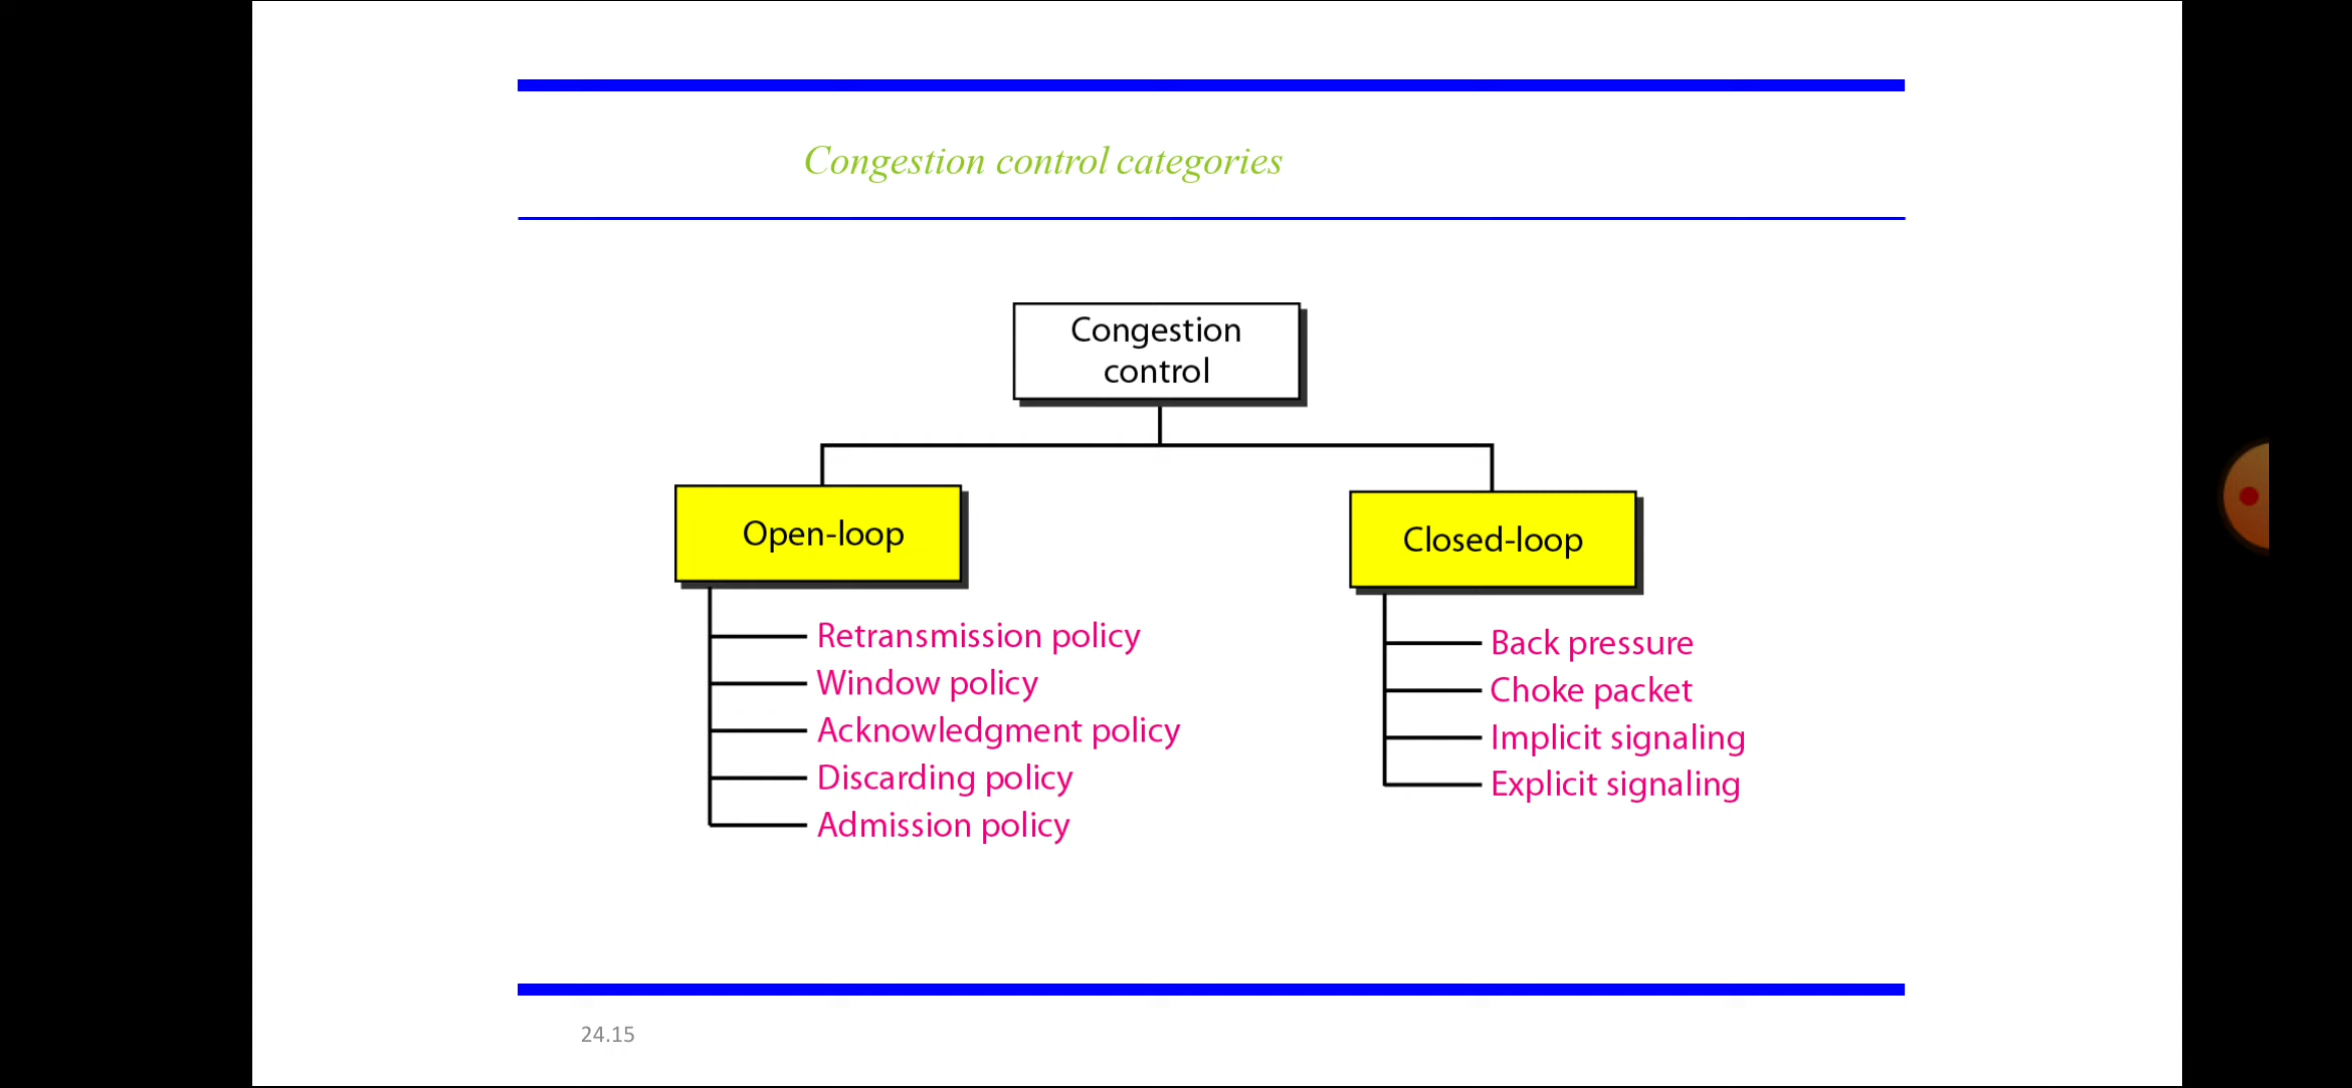 Congestion control categories
Congestion
control
Open-loop
Retransmission policy
Window policy
Acknowledgment policy
Discarding policy
Admission policy
Closed-loop
Back pressure
Choke packet
Implicit signaling
Explicit signaling
24.15